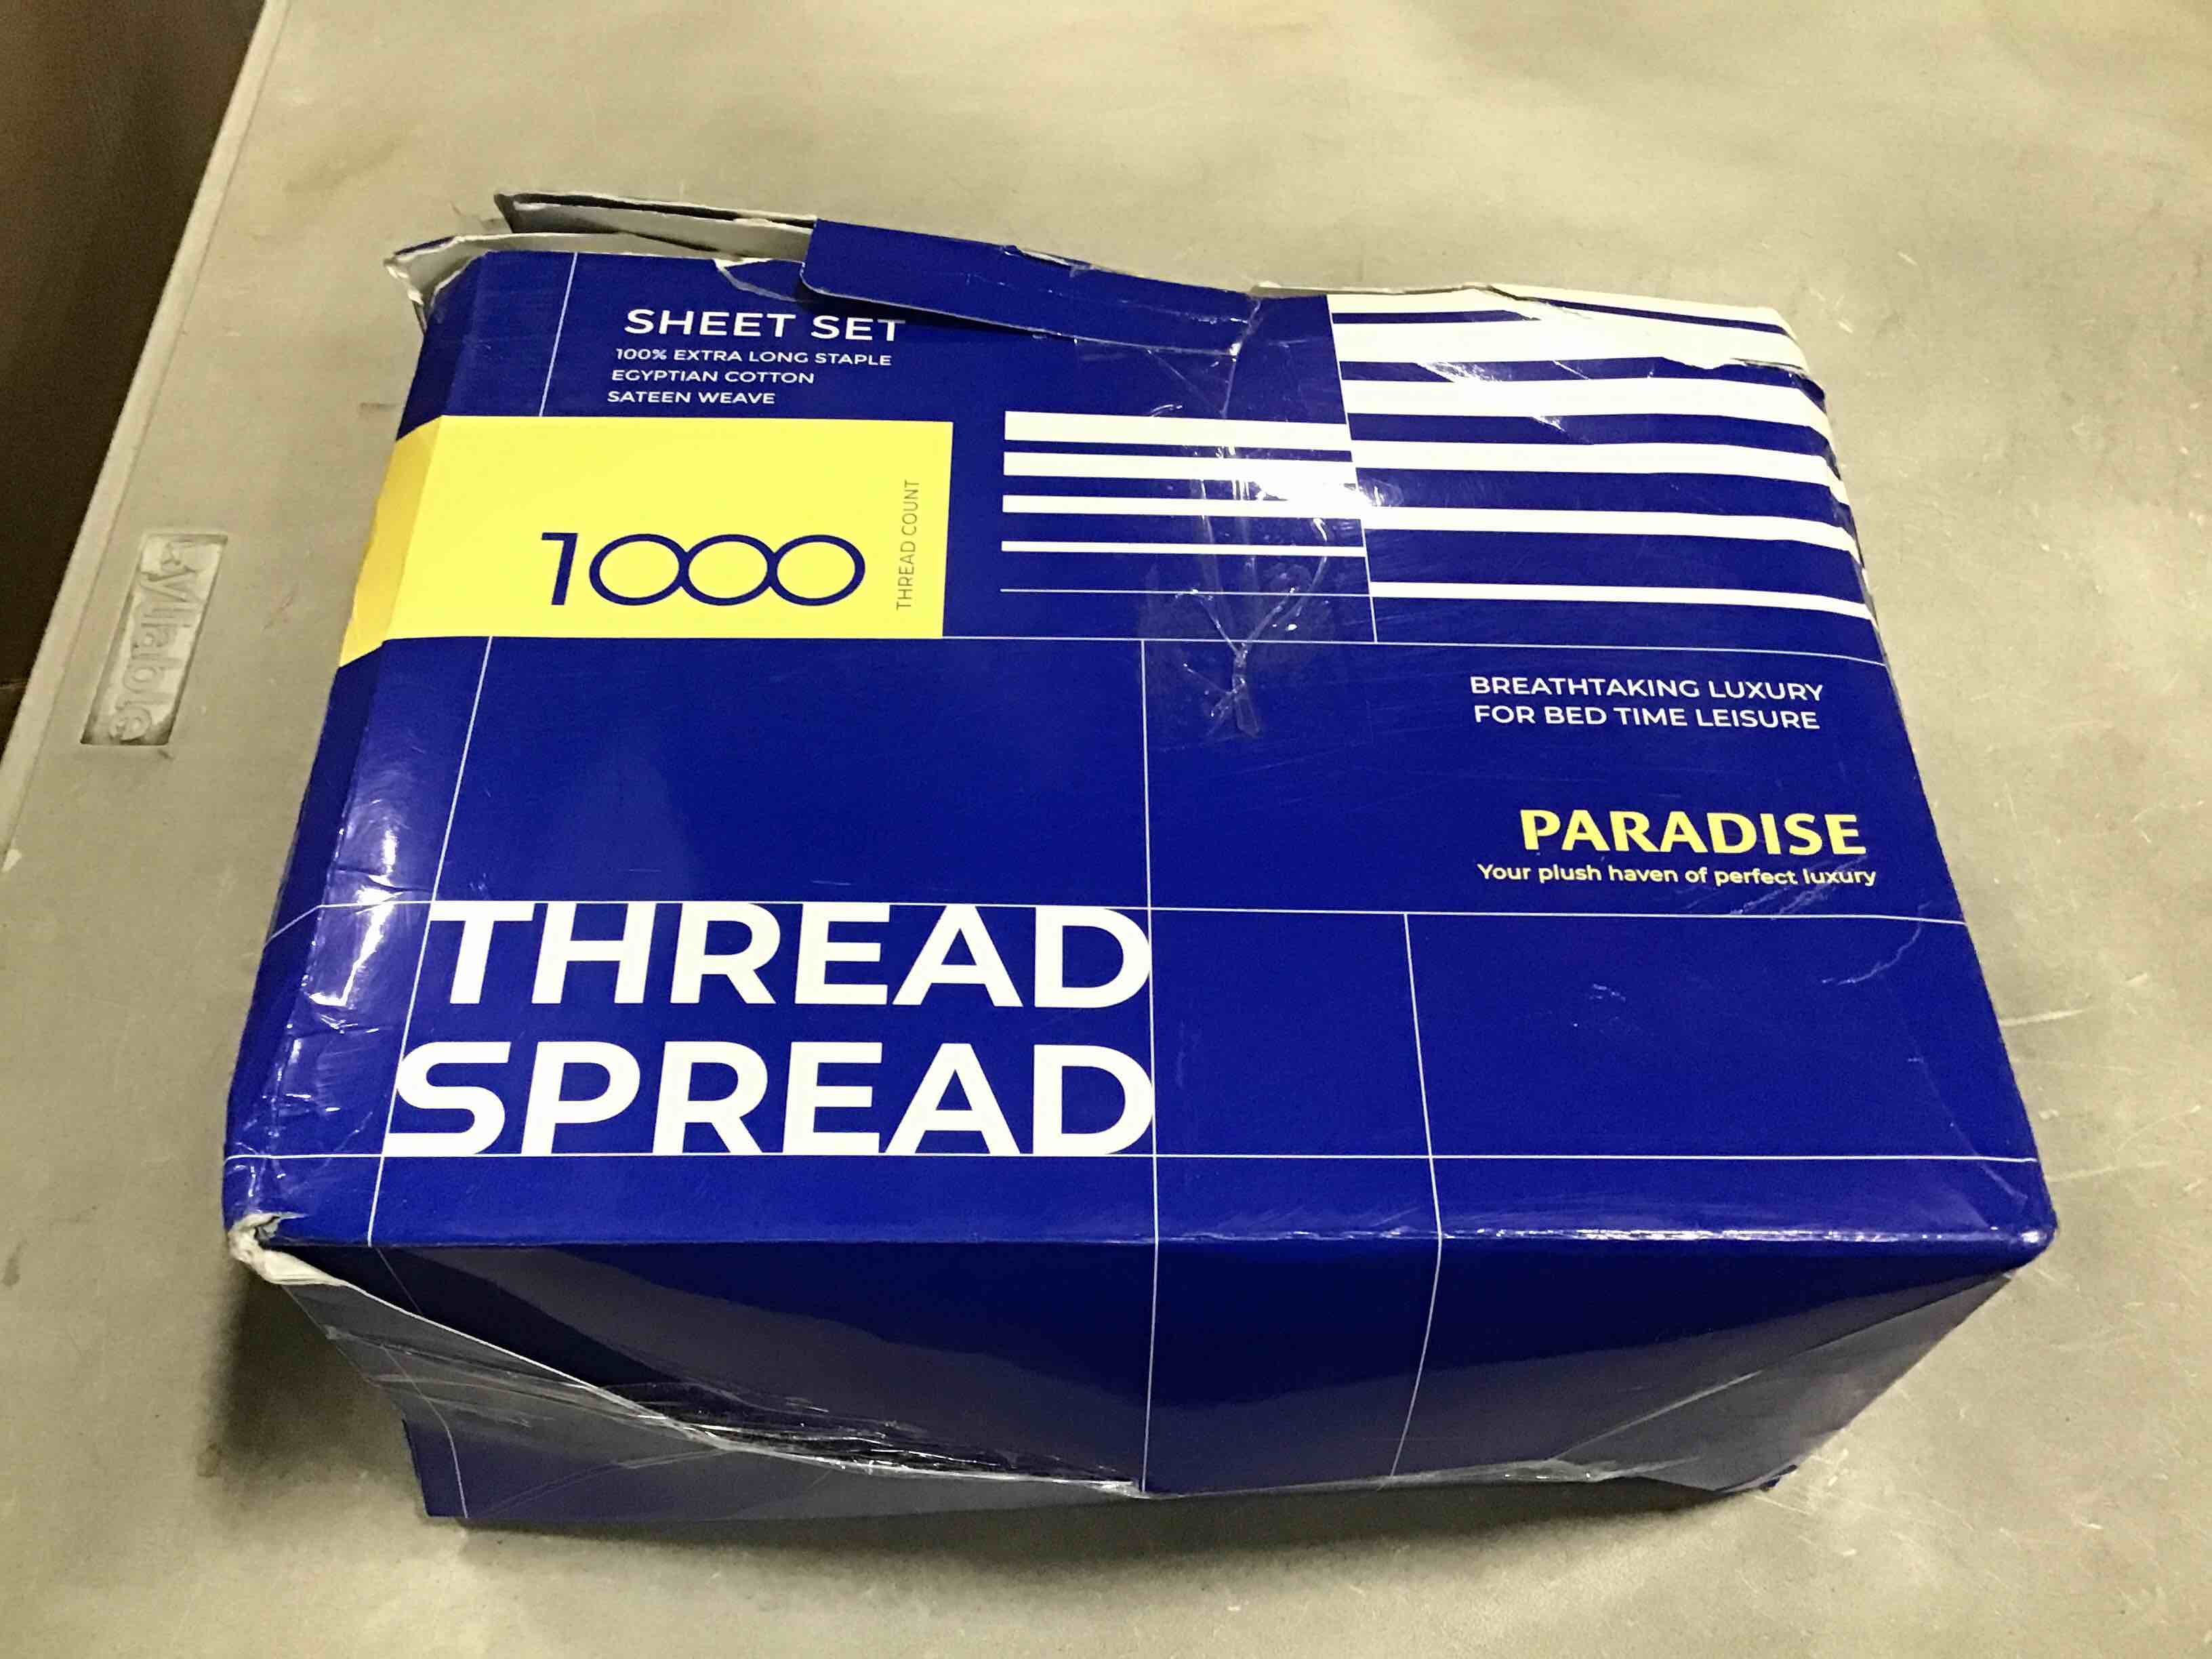 SHEET SET
100% EXTRA LONG STAPLE
EGYPTIAN COTTON
SATEEN WEAVE
1000
THREAD COUNT
BREATHTAKING LUXURY
FOR BED TIME LEISURE
PARADISE
Your plush haven of perfect luxury
THREAD
SPREAD